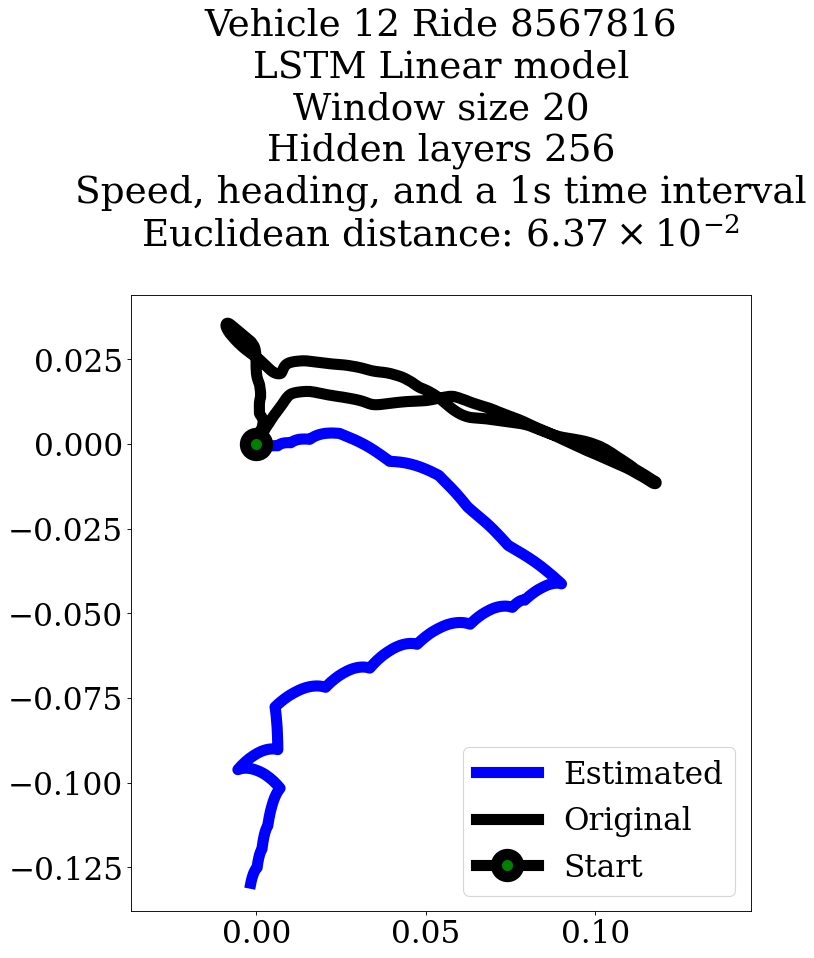 Vehicle 12 Ride 8567816
LSTM Linear model
Window size 20
Hidden layers 256
Speed, heading, and a 1s time interval
Euclidean distance: 6.37 × 10⁻²
0.025
0.000
−0.025
−0.050
−0.075
−0.100
−0.125
Estimated
Original
Start
0.00 0.05 0.10